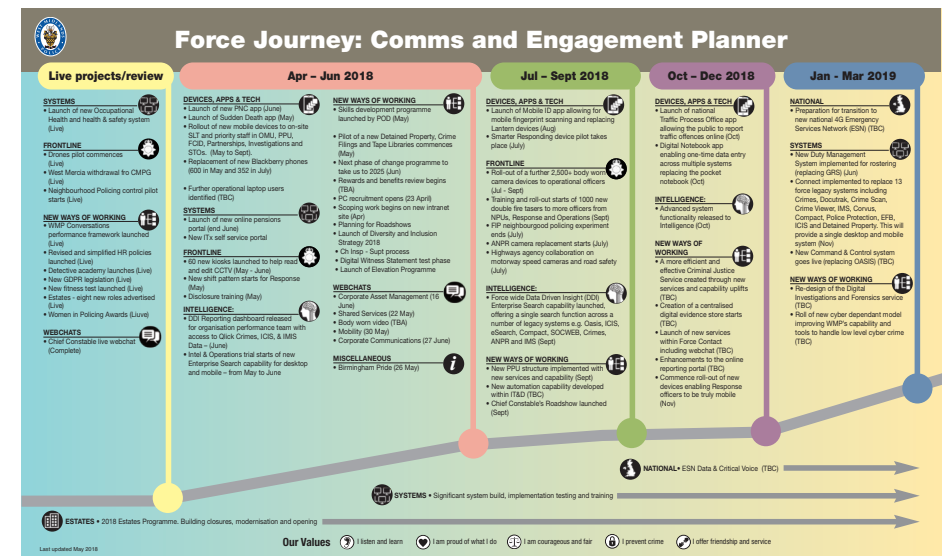 Force Journey: Comms and Engagement Planner
Live projects/review
SYSTEMS
• Launch of new Occupational
Health and health & safety system
(Live)
FRONTLINE
• Drones pilot commences
(Live)
• West Mercia withdrawal fro CMPG
(Live)
• Neighbourhood Policing control pilot
starts (Live)
NEW WAYS OF WORKING
• WMP Conversations
performance framework launched
(Live)
• Revised and simplified HR policies
launched (Live)
• Detective academy launches (Live)
• New GDPR legislation (Live)
• New fitness test launched (Live)
• Estates - eight new roles advertised
(Live)
• Women in Policing Awards (Liuve)
WEBCHATS
• Chief Constable live webchat
(Complete)
Apr – Jun 2018
DEVICES, APPS & TECH
• Launch of new PNC app (June)
• Launch of Sudden Death app (May)
• Rollout of new mobile devices to on-site
SLT and priority staff in OMU, PPU,
FCID, Partnerships, Investigations and
STOs. (May to Sept).
• Replacement of new Blackberry phones
(600 in May and 352 in July)
• Further operational laptop users
identified (TBC)
SYSTEMS
• Launch of new online pensions
portal (end June)
• New iTx self service portal
FRONTLINE
• 60 new kiosks launched to help read
and edit CCTV (May - June)
• New shift pattern starts for Response
(May)
• Disclosure training (May)
INTELLIGENCE:
• DDI Reporting dashboard released
for organisation performance team with
access to Qlick Crimes, ICIS, & IMIS
Data – (June)
• Intel & Operations trial starts of new
Enterprise Search capability for desktop
and mobile – from May to June
NEW WAYS OF WORKING
• Skills development programme
launched by POD (May)
• Pilot of a new Detained Property, Crime
Filings and Tape Libraries commences
(May)
• Next phase of change programme to
take us to 2025 (Jun)
• Rewards and benefits review begins
(TBA)
• PC recruitment opens (23 April)
• Scoping work begins on new intranet
site (Apr)
• Planning for Roadshows
• Launch of Diversity and Inclusion
Strategy 2018
• Ch Insp - Supt process
• Digital Witness Statement test phase
• Launch of Elevation Programme
WEBCHATS
• Corporate Asset Management (16
June)
• Shared Services (22 May)
• Body worn video (TBA)
• Mobility (30 May)
• Corporate Communications (27 June)
MISCELLANEOUS
• Birmingham Pride (26 May)
Jul – Sept 2018
DEVICES, APPS & TECH
• Launch of Mobile ID app allowing for
mobile fingerprint scanning and replacing
Lantern devices (Aug)
• Smarter Responding device pilot takes
place (July)
FRONTLINE
• Roll-out of a further 2,500+ body worn
camera devices to operational officers
(Jul - Sept)
• Training and roll-out starts of 1000 new
double fire tasers to more officers from
NPUs, Response and Operations (Sept)
• FIP neighbourgood policing experiment
ends (July)
• ANPR camera replacement starts (July)
• Highways agency collaboration on
motorway speed cameras and road safety
(July)
INTELLIGENCE:
• Force wide Data Driven Insight (DDI)
Enterprise Search capability launched,
offering a single search function across a
number of legacy systems e.g. Oasis, ICIS,
eSearch, Compact, SOCWEB, Crimes,
ANPR and IMS (Sept)
NEW WAYS OF WORKING
• New PPU structure implemented with
new services and capability (Sept)
• New automation capability developed
within IT&D (TBC)
• Chief Constable's Roadshow launched
(Sept)
Oct – Dec 2018
DEVICES, APPS & TECH
• Launch of national
Traffic Process Office app
allowing the public to report
traffic offences online (Oct)
• Digital Notebook app
enabling one-time data entry
across multiple systems
replacing the pocket
notebook (Oct)
INTELLIGENCE:
• Advanced system
functionality released to
Intelligence (Oct)
NEW WAYS OF
WORKING
• A more efficient and
effective Criminal Justice
Service created through new
services and capability uplifts
(TBC)
• Creation of a centralised
digital evidence store starts
(TBC)
• Launch of new services
within Force Contact
including webchat (TBC)
• Enhancements to the online
reporting portal (TBC)
• Commence roll-out of new
devices enabling Response
officers to be truly mobile
(Nov)
Jan - Mar 2019
NATIONAL
• Preparation for transition to
new national 4G Emergency
Services Network (ESN) (TBC)
SYSTEMS
• New Duty Management
System implemented for rostering
(replacing GRS) (Jun)
• Connect implemented to replace 13
force legacy systems including
Crimes, Docutrak, Crime Scan,
Crime Viewer, IMS, Corvus,
Compact, Police Protection, EFB,
ICIS and Detained Property. This will
provide a single desktop and mobile
system (Nov)
• New Command & Control system
goes live (replacing OASIS) (TBC)
NEW WAYS OF WORKING
• Re-design of the Digital
Investigations and Forensics service
(TBC)
• Roll of new cyber dependant model
improving WMP's capability and
tools to handle low level cyber crime
(TBC)
NATIONAL• ESN Data & Critical Voice (TBC)
SYSTEMS • Significant system build, implementation testing and training
ESTATES • 2018 Estates Programme. Building closures, modernisation and opening
Our Values I listen and learn I am proud of what I do I am courageous and fair I prevent crime I offer friendship and service
Last updated May 2018